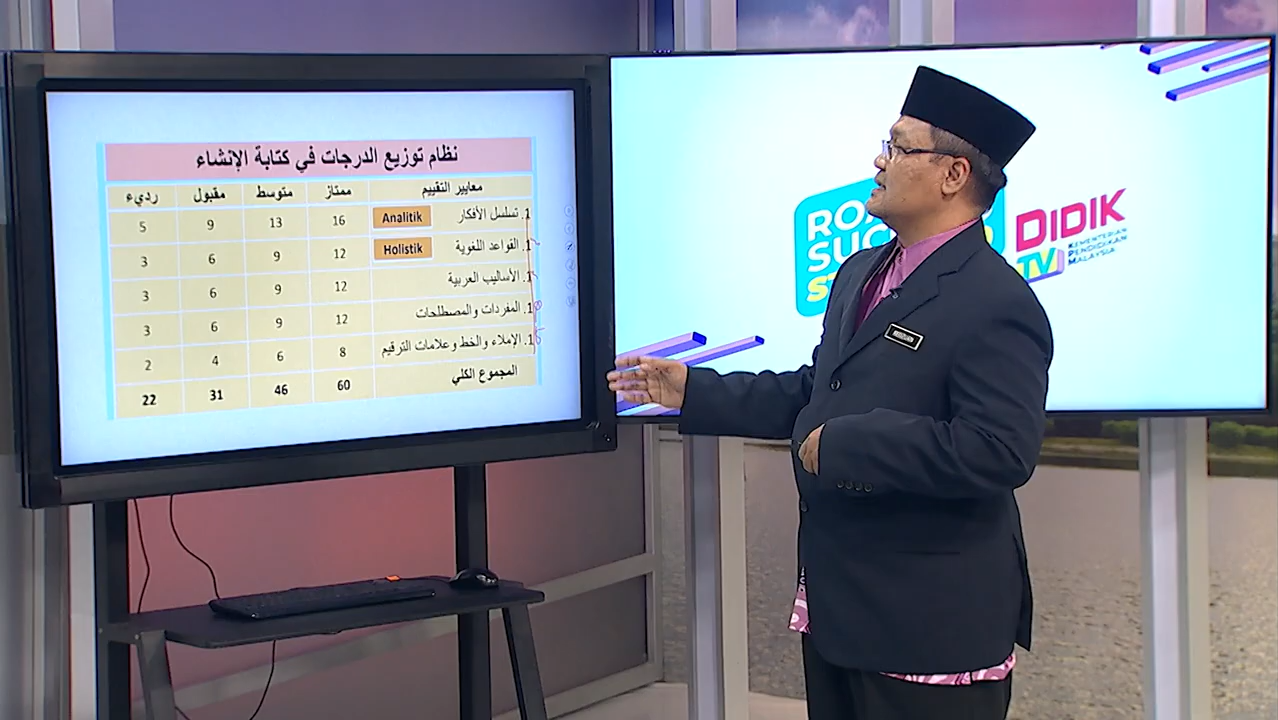 نظام توزيع الدرجات في كتابة الإنشاء
معايير التقييم ممتاز متوسط مقبول رديء
1. تسلسل الأفكار Analitik 16 13 9 5
1. القواعد اللغوية Holistik 12 9 6 3
1. الأساليب العربية 12 9 6 3
1. المفردات والمصطلحات 12 9 6 3
1. الإملاء والخط وعلامات الترقيم 8 6 4 2
المجموع الكلي 60 46 31 22
DIDIK
TV
KEMENTERIAN
PENDIDIKAN
MALAYSIA